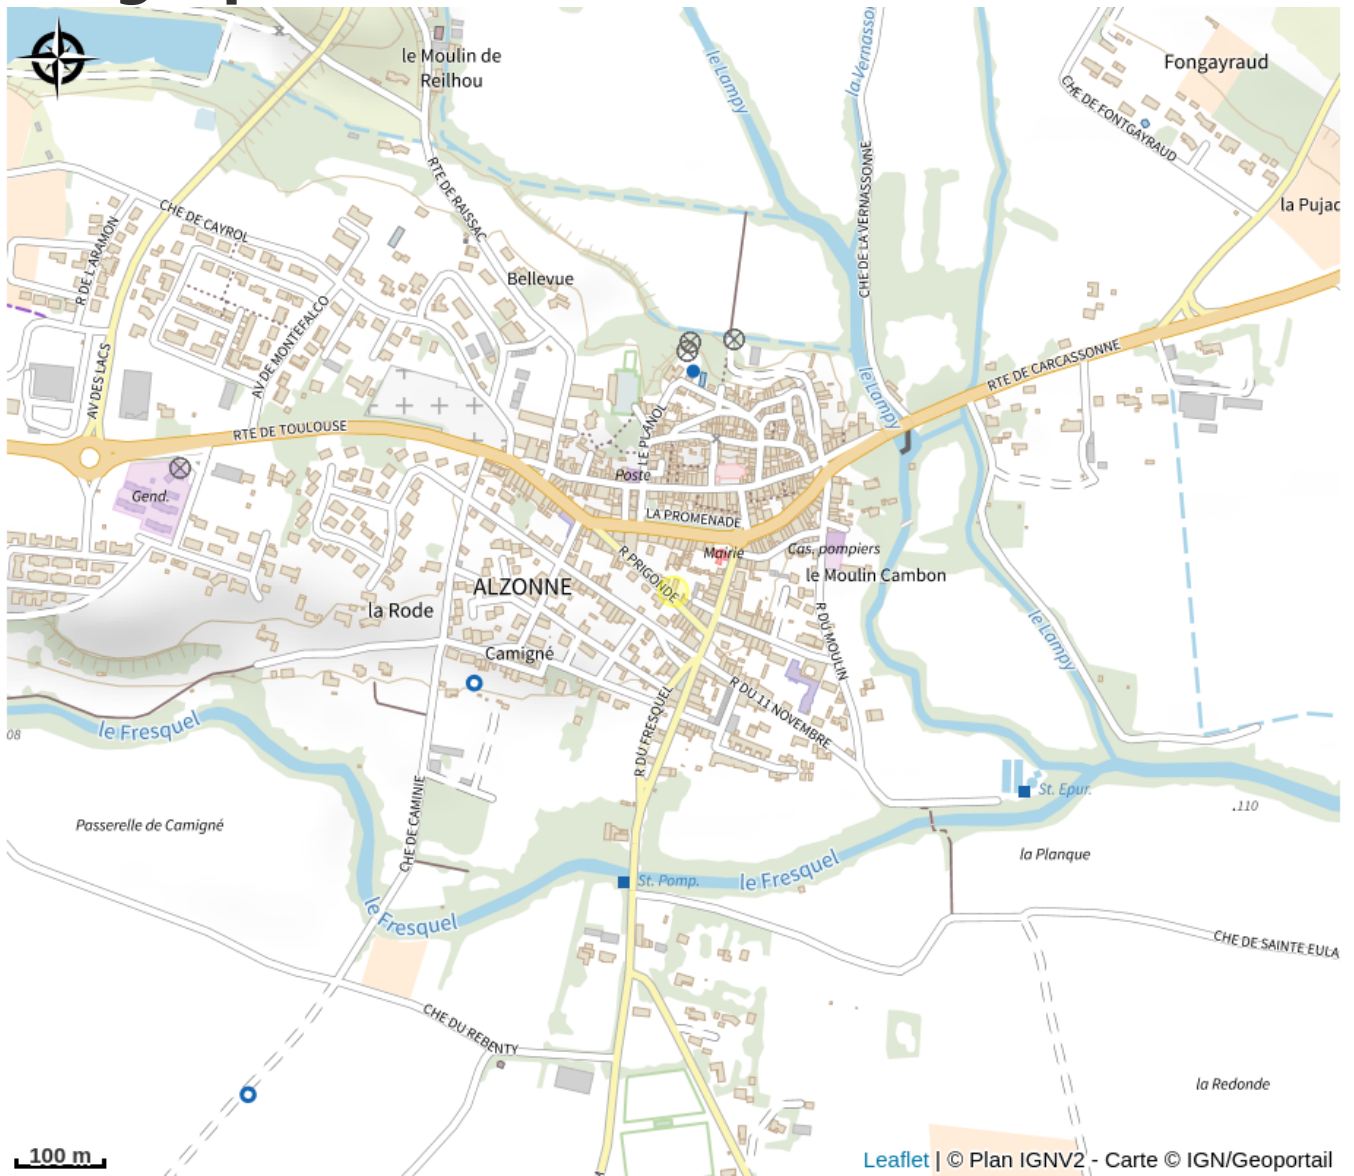 le Moulin de
Reilhou
le Lampy
la Vernasso
Fongayraud
CHE DE FONTGAYRAUD
la Pujac
RTE DE RAISSAC
CHE DE LA VERNASSONNE
CHE DE CAYROL
R DE L'ARAMON
Bellevue
AV DE MONTEFALCO
AV DES LACS
RTE DE CARCASSONNE
le Lampy
RTE DE TOULOUSE
LE PLANOL
Poste
Gend.
LA PROMENADE
Mairie
Cas. pompiers
R PRIGONDE
le Moulin Cambon
ALZONNE
la Rode
R DU MOULIN
le Lampy
Camigné
R DU 11 NOVEMBRE
R DU FRESQUEL
le Fresquel
08
CHE DE CAMINIE
St. Epur.
.110
Passerelle de Camigné
la Planque
St. Pomp.
le Fresquel
le Fresquel
CHE DE SAINTE EULA
CHE DU REBENTY
la Redonde
100 m
Leaflet | © Plan IGNV2 - Carte © IGN/Geoportail